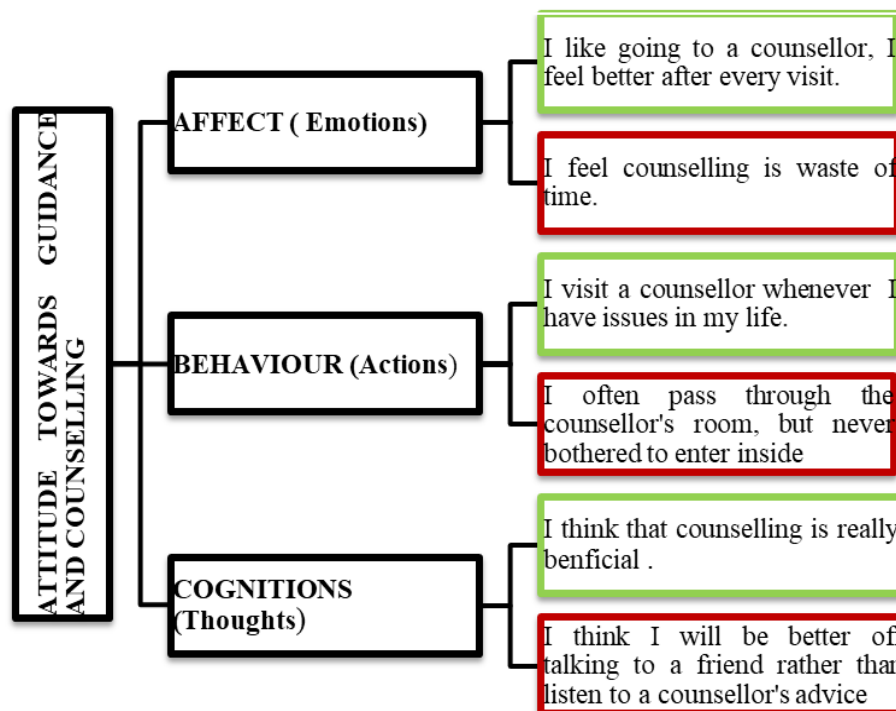 ATTITUDE TOWARDS GUIDANCE
AND COUNSELLING
AFFECT ( Emotions)
I like going to a counsellor, I
feel better after every visit.
I feel counselling is waste of
time.
BEHAVIOUR (Actions)
I visit a counsellor whenever I
have issues in my life.
I often pass through the
counsellor's room, but never
bothered to enter inside
COGNITIONS
(Thoughts)
I think that counselling is really
benficial .
I think I will be better off
talking to a friend rather than
listen to a counsellor's advice